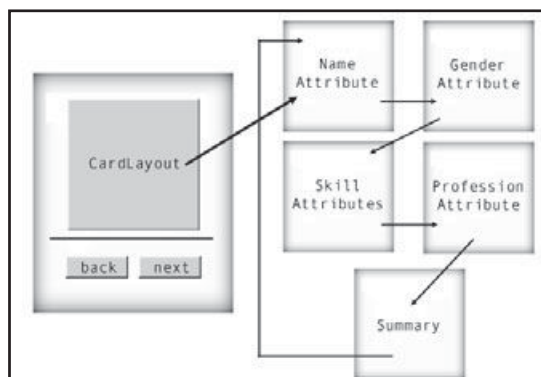 CardLayout
back
next
Name
Attribute
Gender
Attribute
Skill
Attributes
Profession
Attribute
Summary